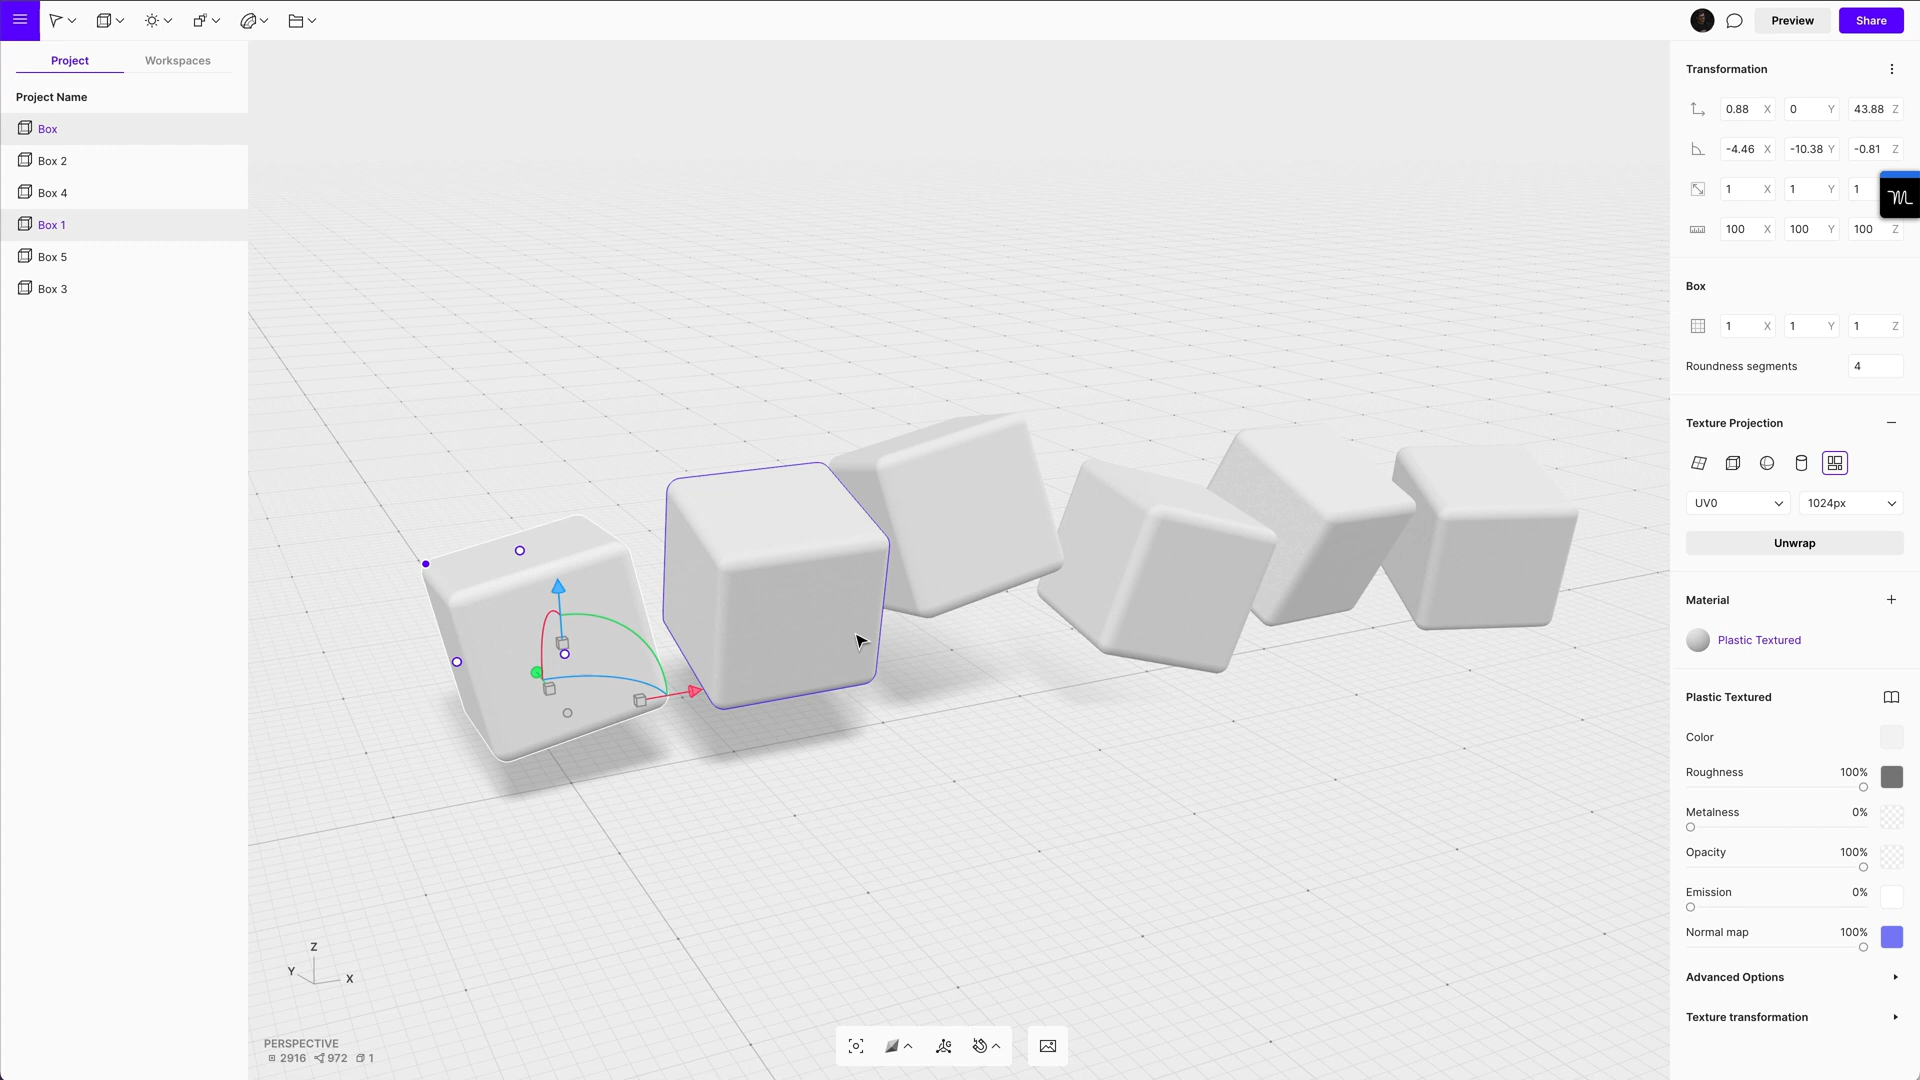 Preview
Share
Project
Workspaces
Project Name
Box
Box 2
Box 4
Box 1
Box 5
Box 3
Transformation
0.88 X 0 Y 43.88 Z
-4.46 X -10.38 Y -0.81 Z
1 X 1 Y 1
100 X 100 Y 100 Z
Box
1 X 1 Y 1 Z
Roundness segments 4
Texture Projection
UV0 1024px
Unwrap
Material
Plastic Textured
Plastic Textured
Color
Roughness 100%
Metalness 0%
Opacity 100%
Emission 0%
Normal map 100%
Advanced Options
Texture transformation
Z
Y X
PERSPECTIVE
2916 972 1